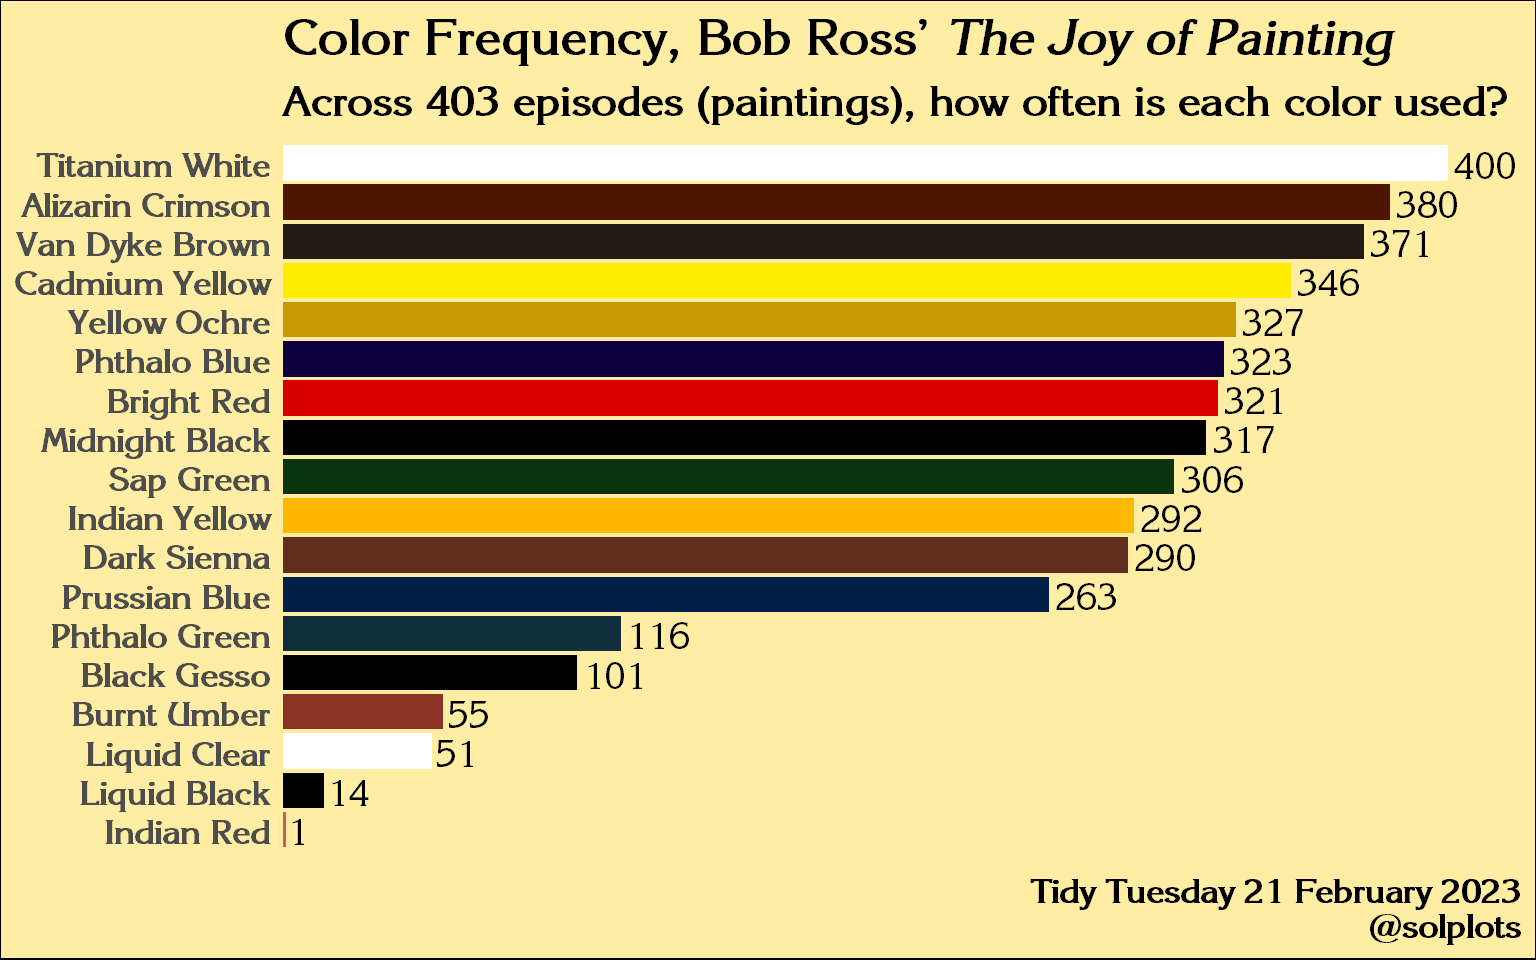 Color Frequency, Bob Ross’ The Joy of Painting
Across 403 episodes (paintings), how often is each color used?
Titanium White 400
Alizarin Crimson 380
Van Dyke Brown 371
Cadmium Yellow 346
Yellow Ochre 327
Phthalo Blue 323
Bright Red 321
Midnight Black 317
Sap Green 306
Indian Yellow 292
Dark Sienna 290
Prussian Blue 263
Phthalo Green 116
Black Gesso 101
Burnt Umber 55
Liquid Clear 51
Liquid Black 14
Indian Red 1
Tidy Tuesday 21 February 2023
@solplots